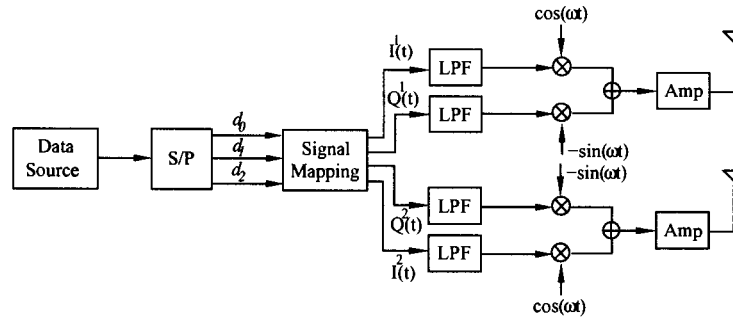 cos(ωt)
I¹(t)
LPF
Q¹(t)
LPF
Amp
Data
Source
S/P
d₀
d₁
d₂
Signal
Mapping
−sin(ωt)
−sin(ωt)
LPF
Q²(t)
Amp
LPF
I²(t)
cos(ωt)